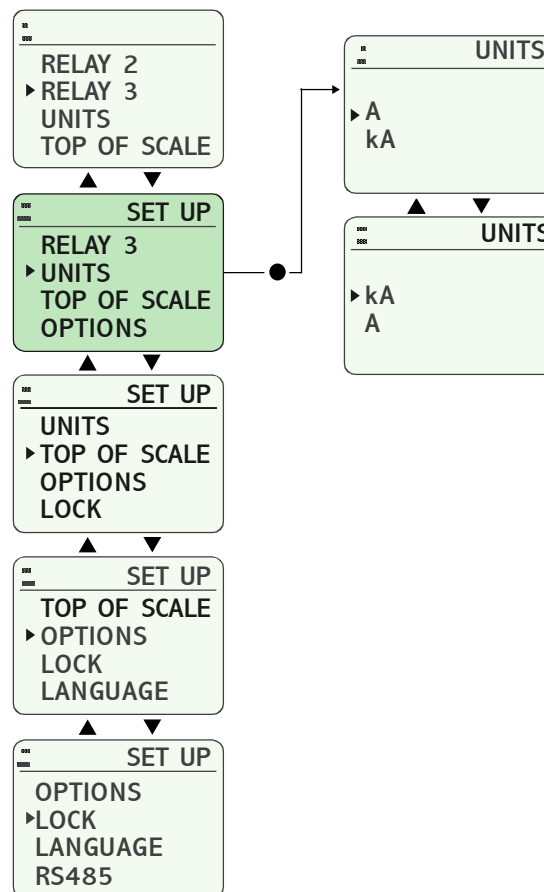 RELAY 2
RELAY 3
UNITS
TOP OF SCALE
SET UP
RELAY 3
UNITS
TOP OF SCALE
OPTIONS
SET UP
UNITS
TOP OF SCALE
OPTIONS
LOCK
SET UP
TOP OF SCALE
OPTIONS
LOCK
LANGUAGE
SET UP
OPTIONS
LOCK
LANGUAGE
RS485
UNITS
A
kA
UNITS
kA
A